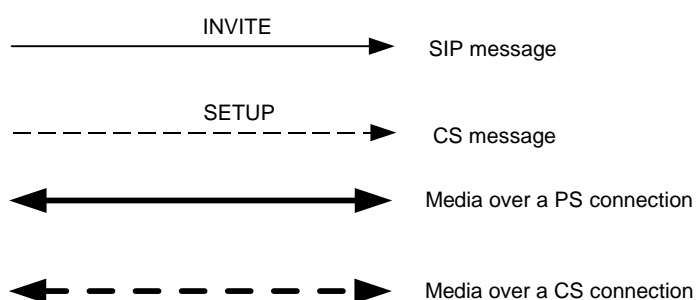 INVITE
SIP message
SETUP
CS message
Media over a PS connection
Media over a CS connection